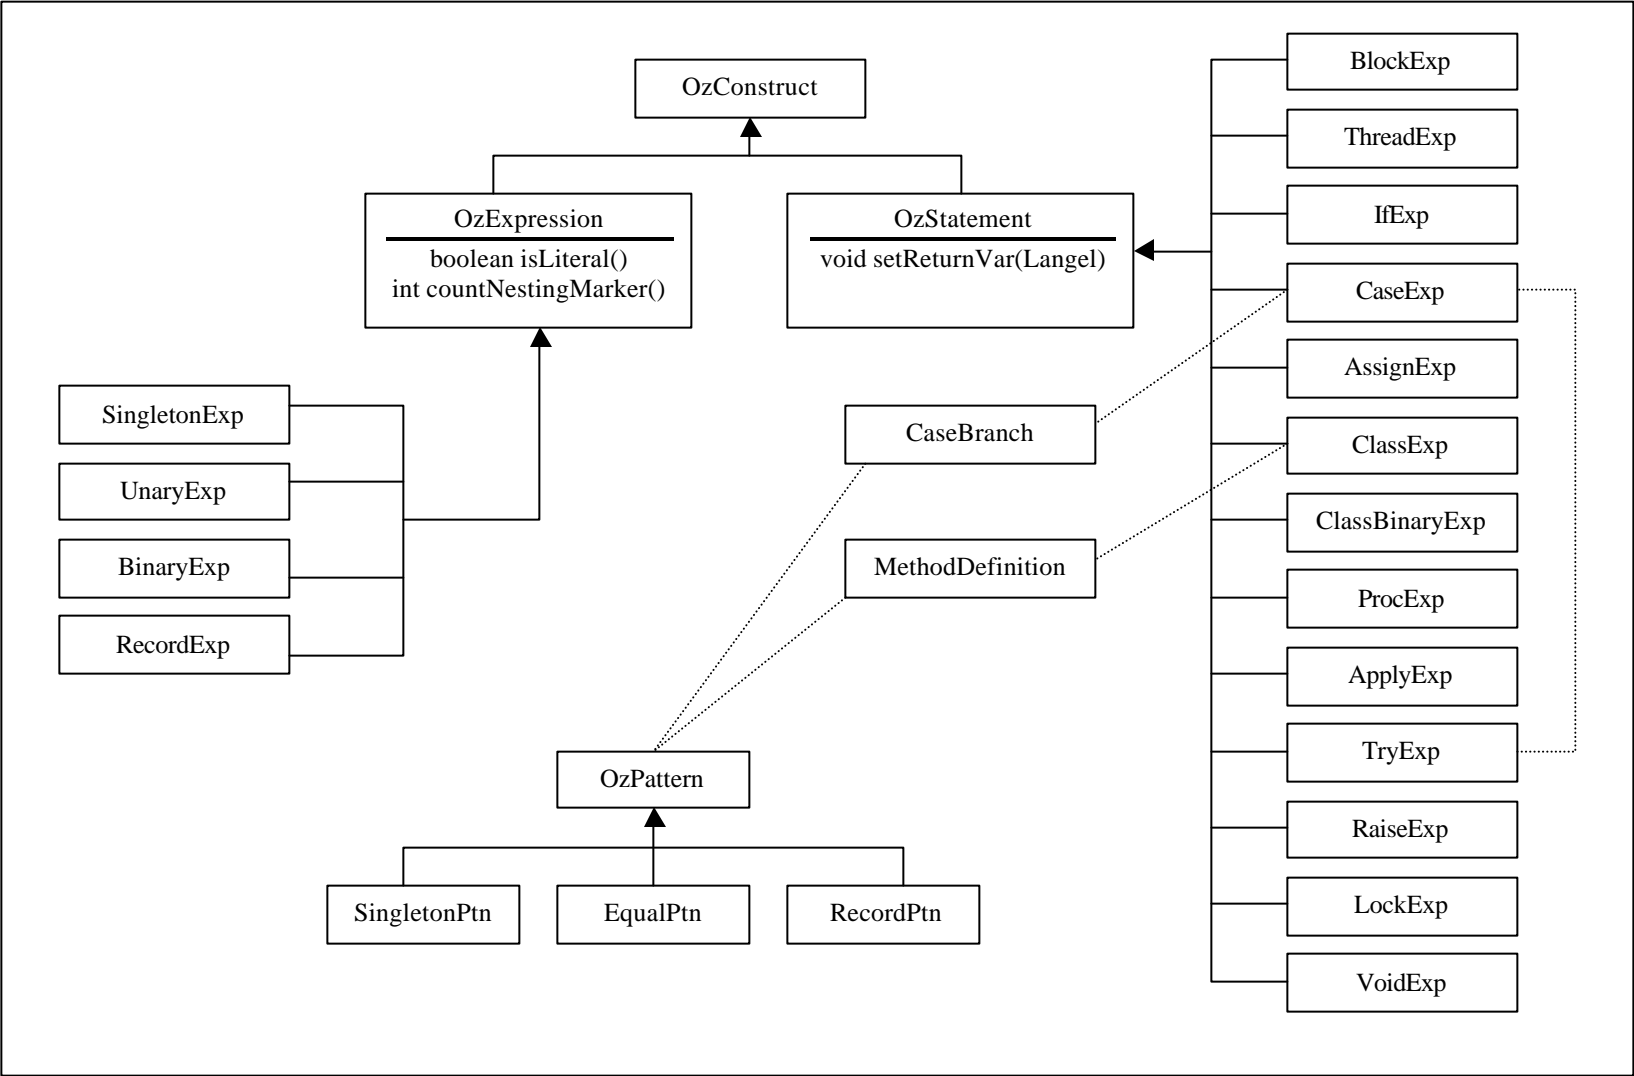 OzConstruct
OzExpression
boolean isLiteral()
int countNestingMarker()
OzStatement
void setReturnVar(Langel)
SingletonExp
UnaryExp
BinaryExp
RecordExp
CaseBranch
MethodDefinition
OzPattern
SingletonPtn
EqualPtn
RecordPtn
BlockExp
ThreadExp
IfExp
CaseExp
AssignExp
ClassExp
ClassBinaryExp
ProcExp
ApplyExp
TryExp
RaiseExp
LockExp
VoidExp